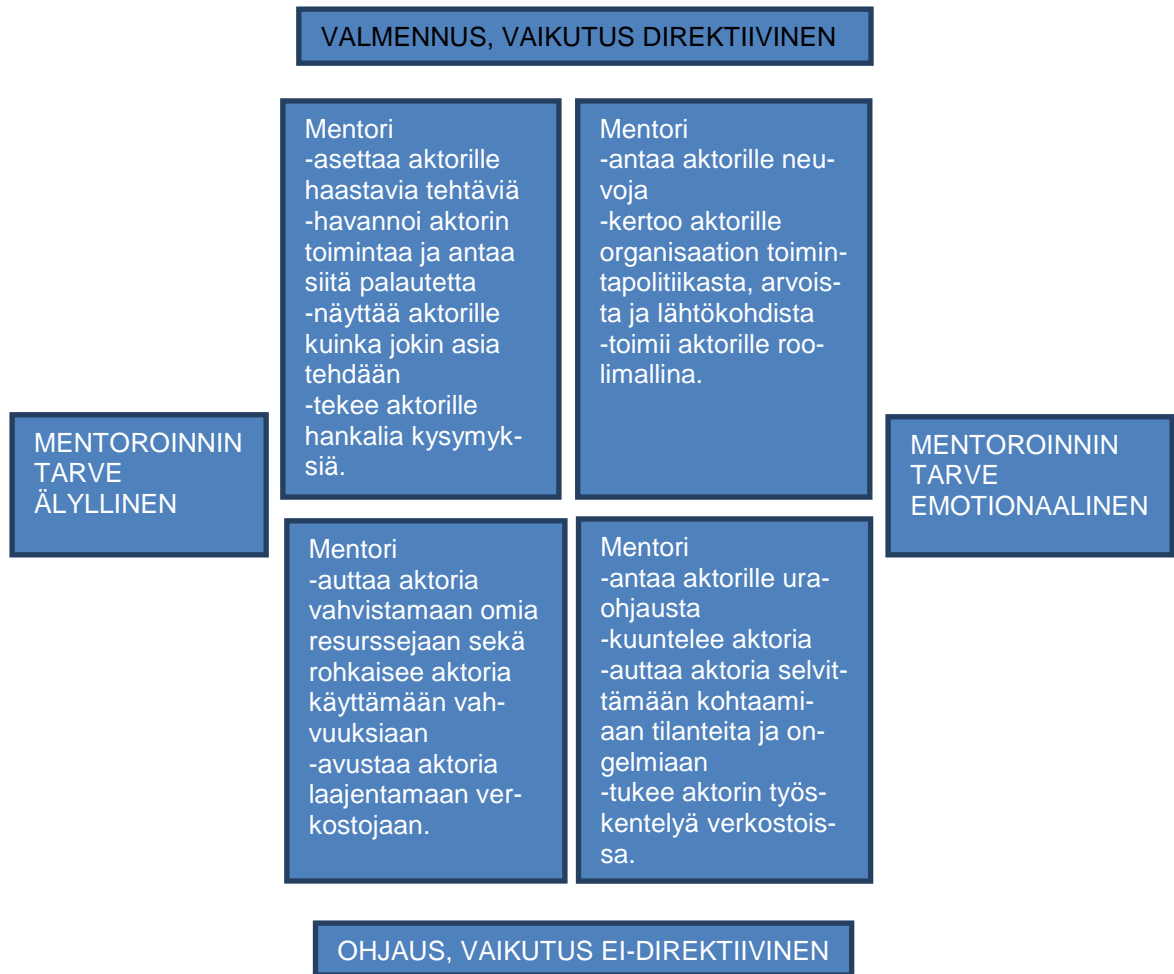 VALMENNUS, VAIKUTUS DIREKTIIVINEN
Mentori
-asettaa aktorille
haastavia tehtäviä
-havannoi aktorin
toimintaa ja antaa
siitä palautetta
-näyttää aktorille
kuinka jokin asia
tehdään
-tekee aktorille
hankalia kysymyk-
siä.
Mentori
-antaa aktorille neu-
voja
-kertoo aktorille
organisaation toimin-
tapolitiikasta, arvois-
ta ja lähtökohdista
-toimii aktorille roo-
limallina.
MENTOROINNIN
TARVE
ÄLYLLINEN
MENTOROINNIN
TARVE
EMOTIONAALINEN
Mentori
-auttaa aktoria
vahvistamaan omia
resurssejaan sekä
rohkaisee aktoria
käyttämään vah-
vuuksiaan
-avustaa aktoria
laajentamaan ver-
kostojaan.
Mentori
-antaa aktorille ura-
ohjausta
-kuuntelee aktoria
-auttaa aktoria selvit-
tämään kohtaami-
aan tilanteita ja on-
gelmiaan
-tukee aktorin työs-
kentelyä verkostois-
sa.
OHJAUS, VAIKUTUS EI-DIREKTIIVINEN